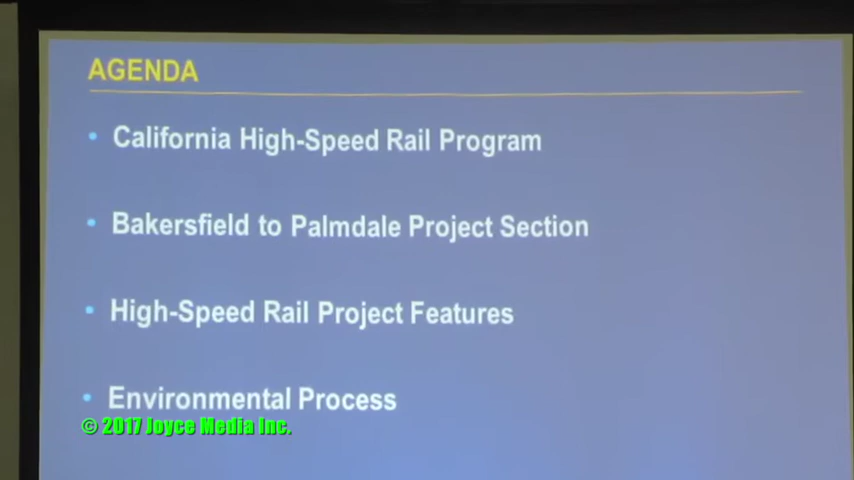 AGENDA
• California High-Speed Rail Program
• Bakersfield to Palmdale Project Section
• High-Speed Rail Project Features
• Environmental Process
© 2017 Joyce Media Inc.